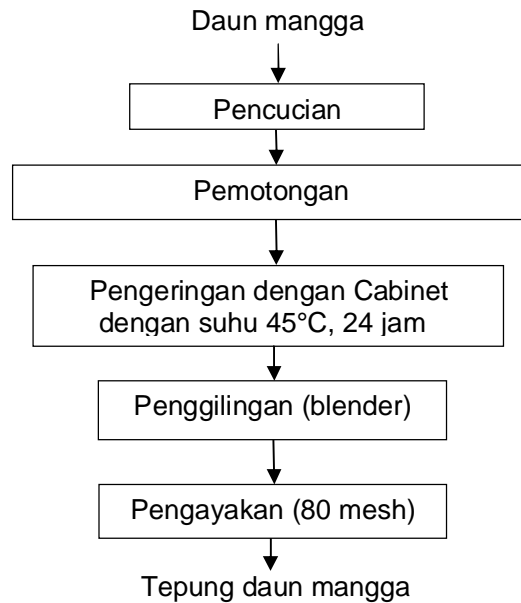 Daun mangga
Pencucian
Pemotongan
Pengeringan dengan Cabinet
dengan suhu 45°C, 24 jam
Penggilingan (blender)
Pengayakan (80 mesh)
Tepung daun mangga